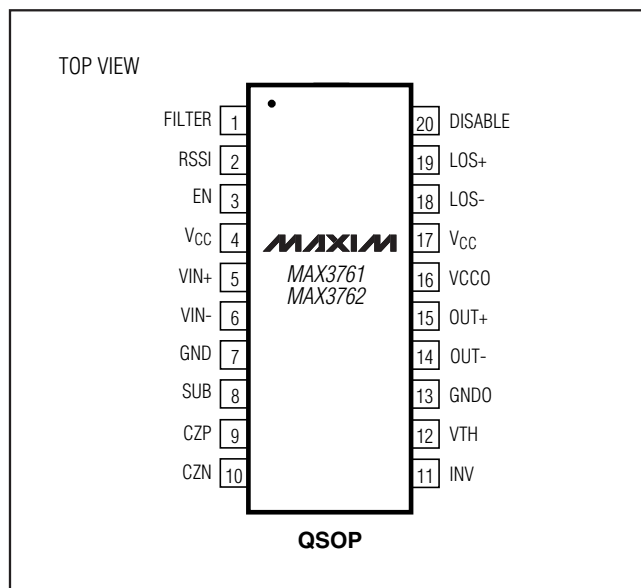 TOP VIEW
FILTER 1
RSSI 2
EN 3
VCC 4
VIN+ 5
VIN- 6
GND 7
SUB 8
CZP 9
CZN 10
MAXIM
MAX3761
MAX3762
20 DISABLE
19 LOS+
18 LOS-
17 VCC
16 VCCO
15 OUT+
14 OUT-
13 GNDO
12 VTH
11 INV
QSOP